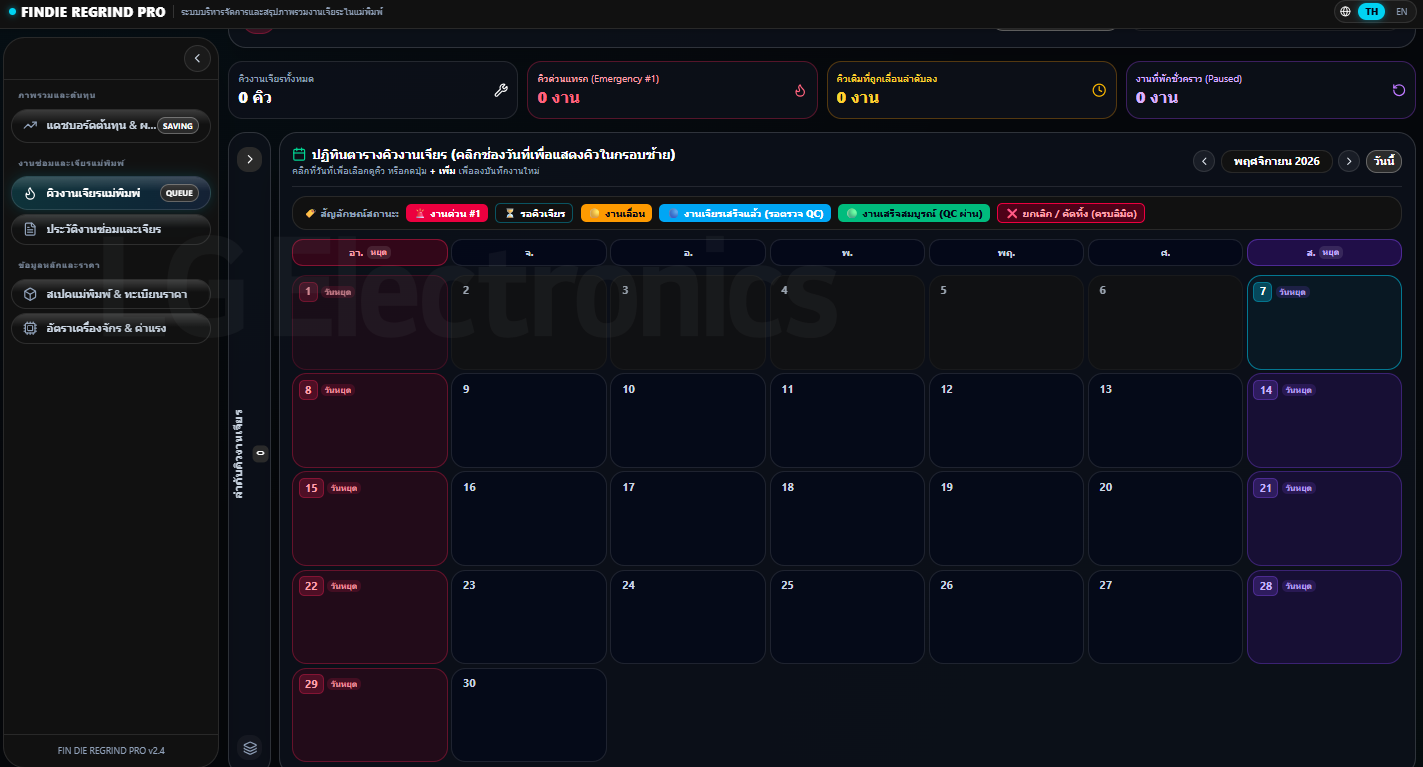 FINDIE REGRIND PRO ระบบบริหารจัดการและสรุปภาพรวมงานเจียระไนแม่พิมพ์
TH EN
ภาพรวมและต้นทุน
แดชบอร์ดต้นทุน & ผ... SAVING
งานซ่อมและเจียรแม่พิมพ์
คิวงานเจียรแม่พิมพ์ QUEUE
ประวัติงานซ่อมและเจียร
ข้อมูลหลักและราคา
สเปคแม่พิมพ์ & ทะเบียนราคา
อัตราเครื่องจักร & ค่าแรง
FIN DIE REGRIND PRO v2.4
คิวงานเจียรทั้งหมด
0 คิว
คิวด่วนแทรก (Emergency #1)
0 งาน
คิวเดิมที่ถูกเลื่อนลำดับลง
0 งาน
งานที่พักชั่วคราว (Paused)
0 งาน
ลำดับคิวงานเจียร
0
ปฏิทินตารางคิวงานเจียร (คลิกช่องวันที่เพื่อแสดงคิวในกรอบซ้าย)
คลิกที่วันที่เพื่อเลือกดูคิว หรือกดปุ่ม + เพิ่ม เพื่อลงบันทึกงานใหม่
พฤศจิกายน 2026 วันนี้
สัญลักษณ์สถานะ: งานด่วน #1 รอคิวเจียร งานเลื่อน งานเจียรเสร็จแล้ว (รอตรวจ QC) งานเสร็จสมบูรณ์ (QC ผ่าน) ยกเลิก / คัดทิ้ง (ครบลิมิต)
อา. หยุด จ. อ. พ. พฤ. ศ. ส. หยุด
1 วันหยุด 2 3 4 5 6 7 วันหยุด
8 วันหยุด 9 10 11 12 13 14 วันหยุด
15 วันหยุด 16 17 18 19 20 21 วันหยุด
22 วันหยุด 23 24 25 26 27 28 วันหยุด
29 วันหยุด 30
LG Electronics